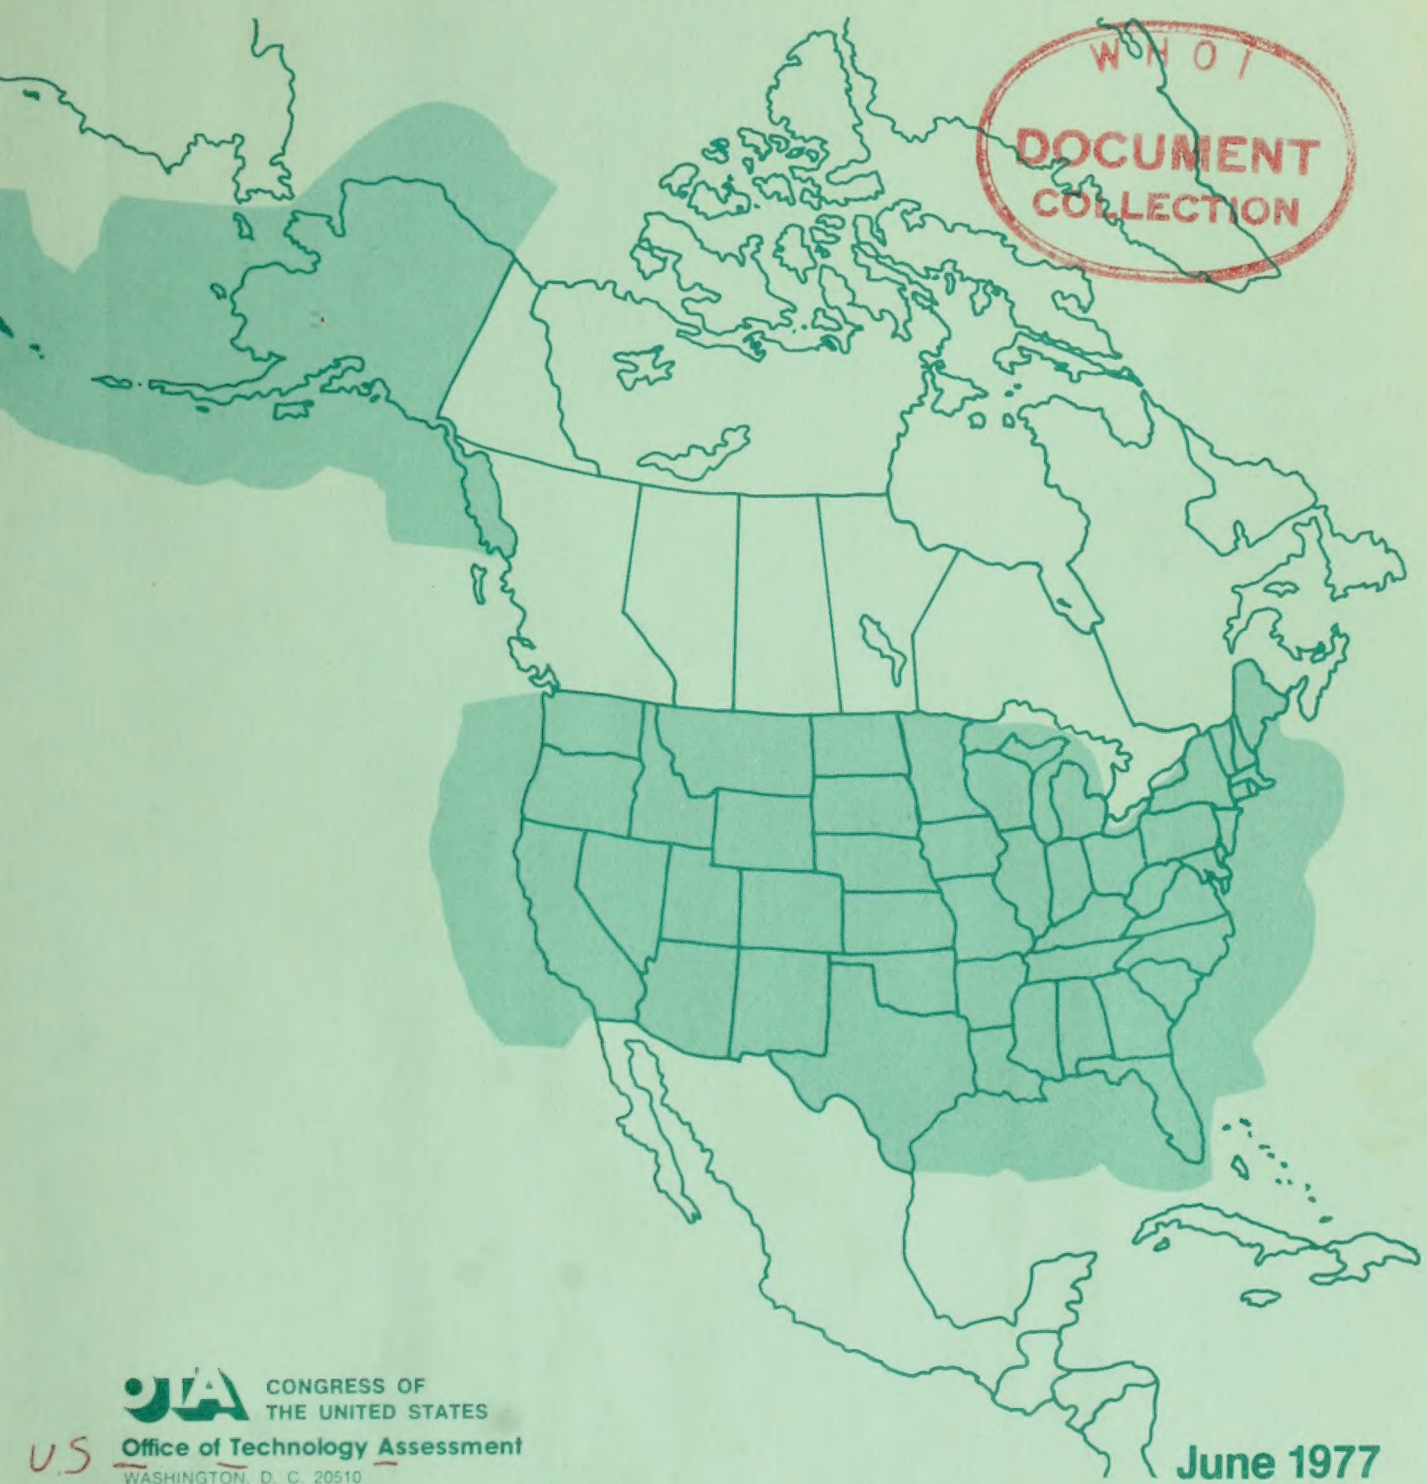 WHOI
DOCUMENT
COLLECTION
OTA
CONGRESS OF
THE UNITED STATES
U.S
Office of Technology Assessment
WASHINGTON, D. C. 20510
June 1977